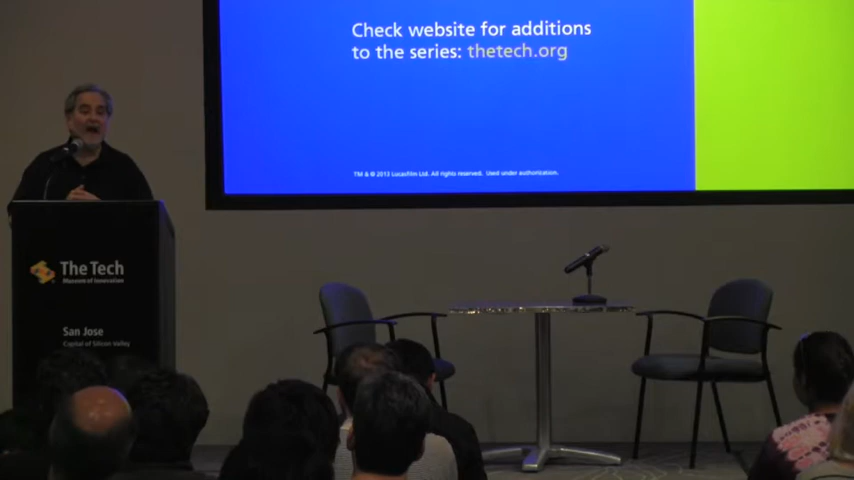 Check website for additions
to the series: thetech.org
TM & © 2013 Lucasfilm Ltd. All rights reserved. Used under authorization.
The Tech
Museum of Innovation
San Jose
Capital of Silicon Valley